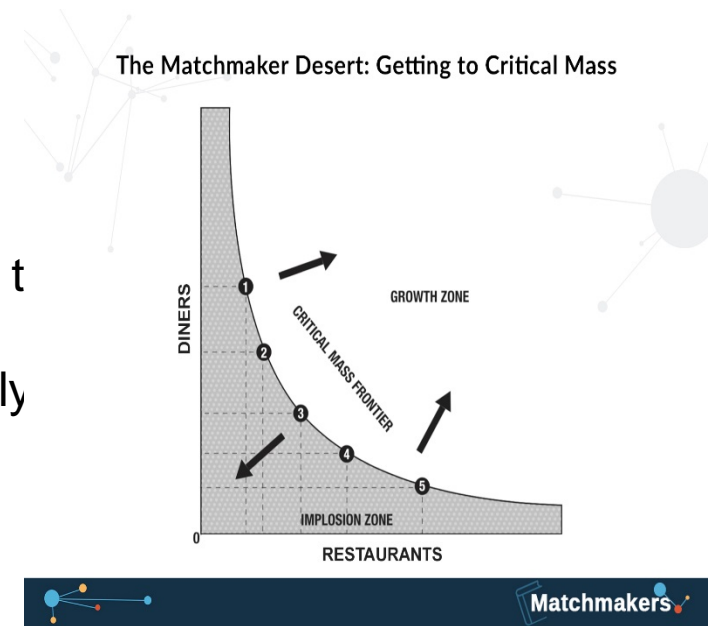 The Matchmaker Desert: Getting to Critical Mass
t
ly
DINERS
1
2
3
4
5
GROWTH ZONE
CRITICAL MASS FRONTIER
IMPLOSION ZONE
0
RESTAURANTS
Matchmakers